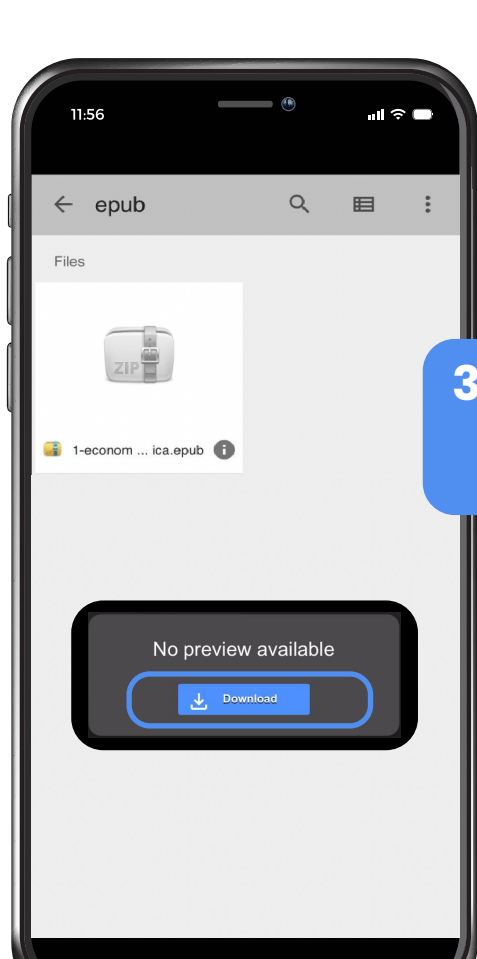 11:56
epub
Files
ZIP
1-econom ... ica.epub
3
No preview available
Download